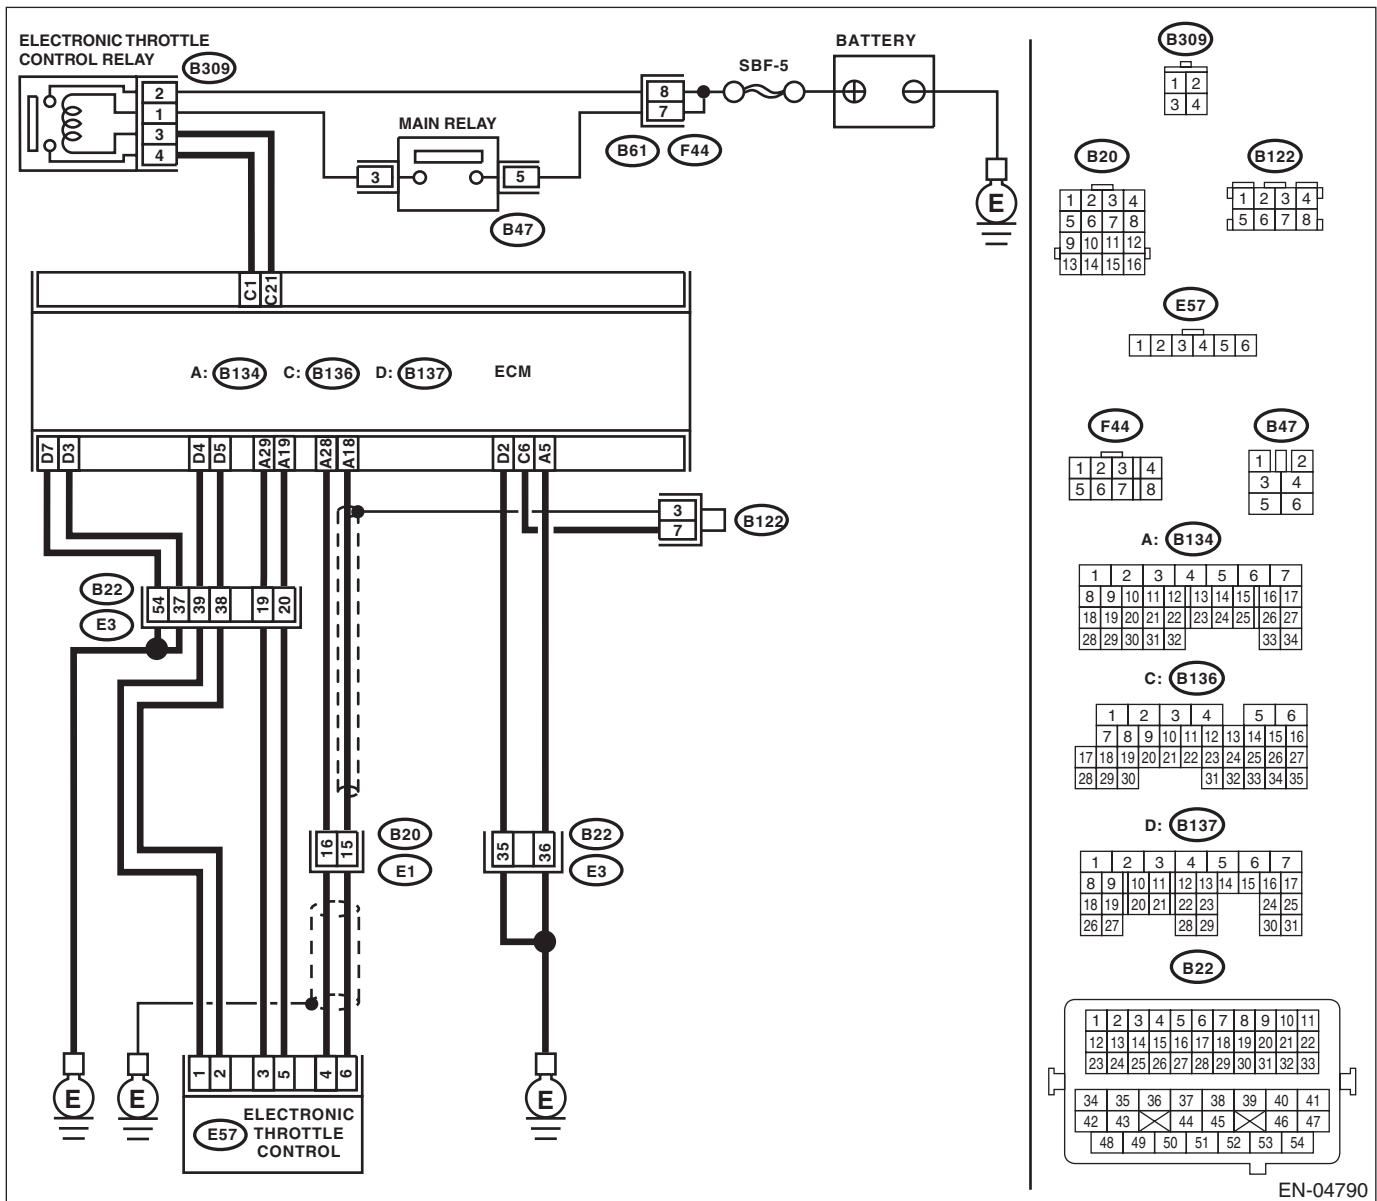 ELECTRONIC THROTTLE
CONTROL RELAY
B309
2
1
3
4
MAIN RELAY
3
5
B47
8
7
B61
F44
SBF-5
BATTERY
E
C1
C21
A: B134 C: B136 D: B137 ECM
D7
D3
D4
D5
A29
A19
A28
A18
D2
C6
A5
3
7
B122
B22
E3
54
37
39
38
19
20
16
15
B20
E1
35
36
B22
E3
E
E
E
1
2
3
5
4
6
E57
ELECTRONIC
THROTTLE
CONTROL
B309
1 2
3 4
B20
1 2 3 4
5 6 7 8
9 10 11 12
13 14 15 16
B122
1 2 3 4
5 6 7 8
E57
1 2 3 4 5 6
F44
1 2 3 4
5 6 7 8
B47
1 2
3 4
5 6
A: B134
1 2 3 4 5 6 7
8 9 10 11 12 13 14 15 16 17
18 19 20 21 22 23 24 25 26 27
28 29 30 31 32 33 34
C: B136
1 2 3 4 5 6
7 8 9 10 11 12 13 14 15 16
17 18 19 20 21 22 23 24 25 26 27
28 29 30 31 32 33 34 35
D: B137
1 2 3 4 5 6 7
8 9 10 11 12 13 14 15 16 17
18 19 20 21 22 23 24 25
26 27 28 29 30 31
B22
1 2 3 4 5 6 7 8 9 10 11
12 13 14 15 16 17 18 19 20 21 22
23 24 25 26 27 28 29 30 31 32 33
34 35 36 37 38 39 40 41
42 43 44 45 46 47
48 49 50 51 52 53 54
EN-04790